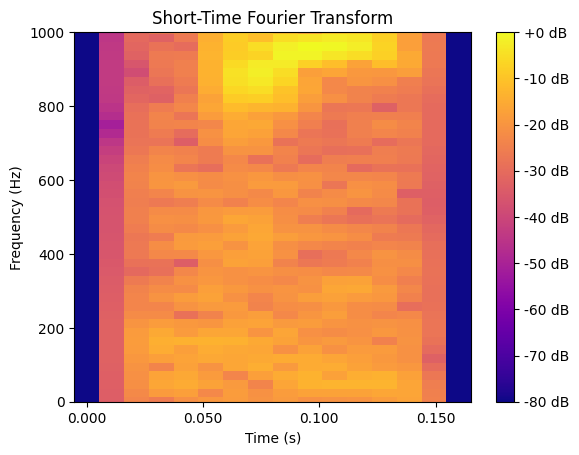 Short-Time Fourier Transform
1000
800
600
400
200
0
Frequency (Hz)
0.000
0.050
0.100
0.150
Time (s)
+0 dB
-10 dB
-20 dB
-30 dB
-40 dB
-50 dB
-60 dB
-70 dB
-80 dB